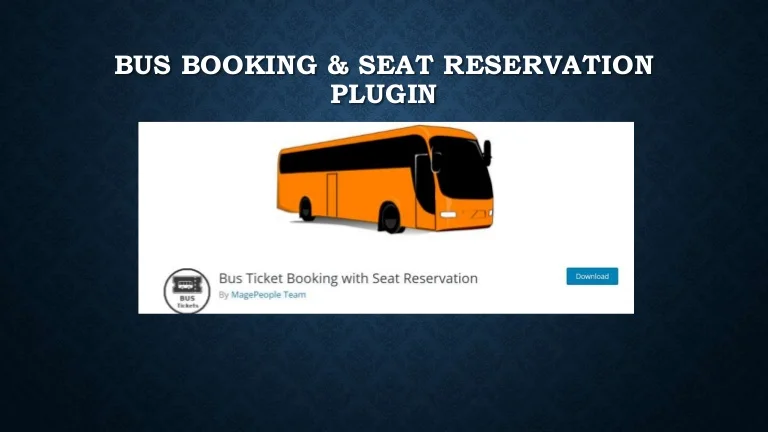 BUS BOOKING & SEAT RESERVATION
PLUGIN
Bus Ticket Booking with Seat Reservation
Download
By MagePeople Team
BUS
Tickets